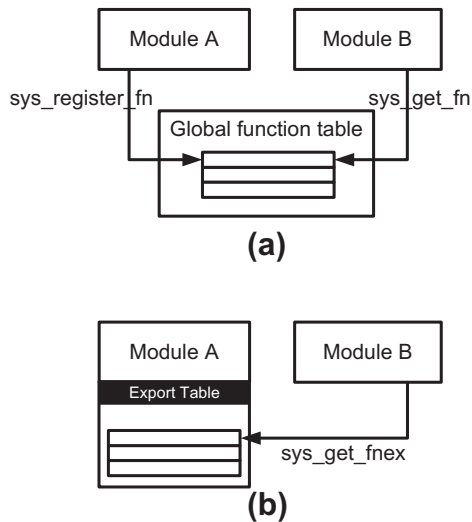 Module A
Module B
sys_register_fn
sys_get_fn
Global function table
(a)
Module A
Module B
Export Table
sys_get_fnex
(b)